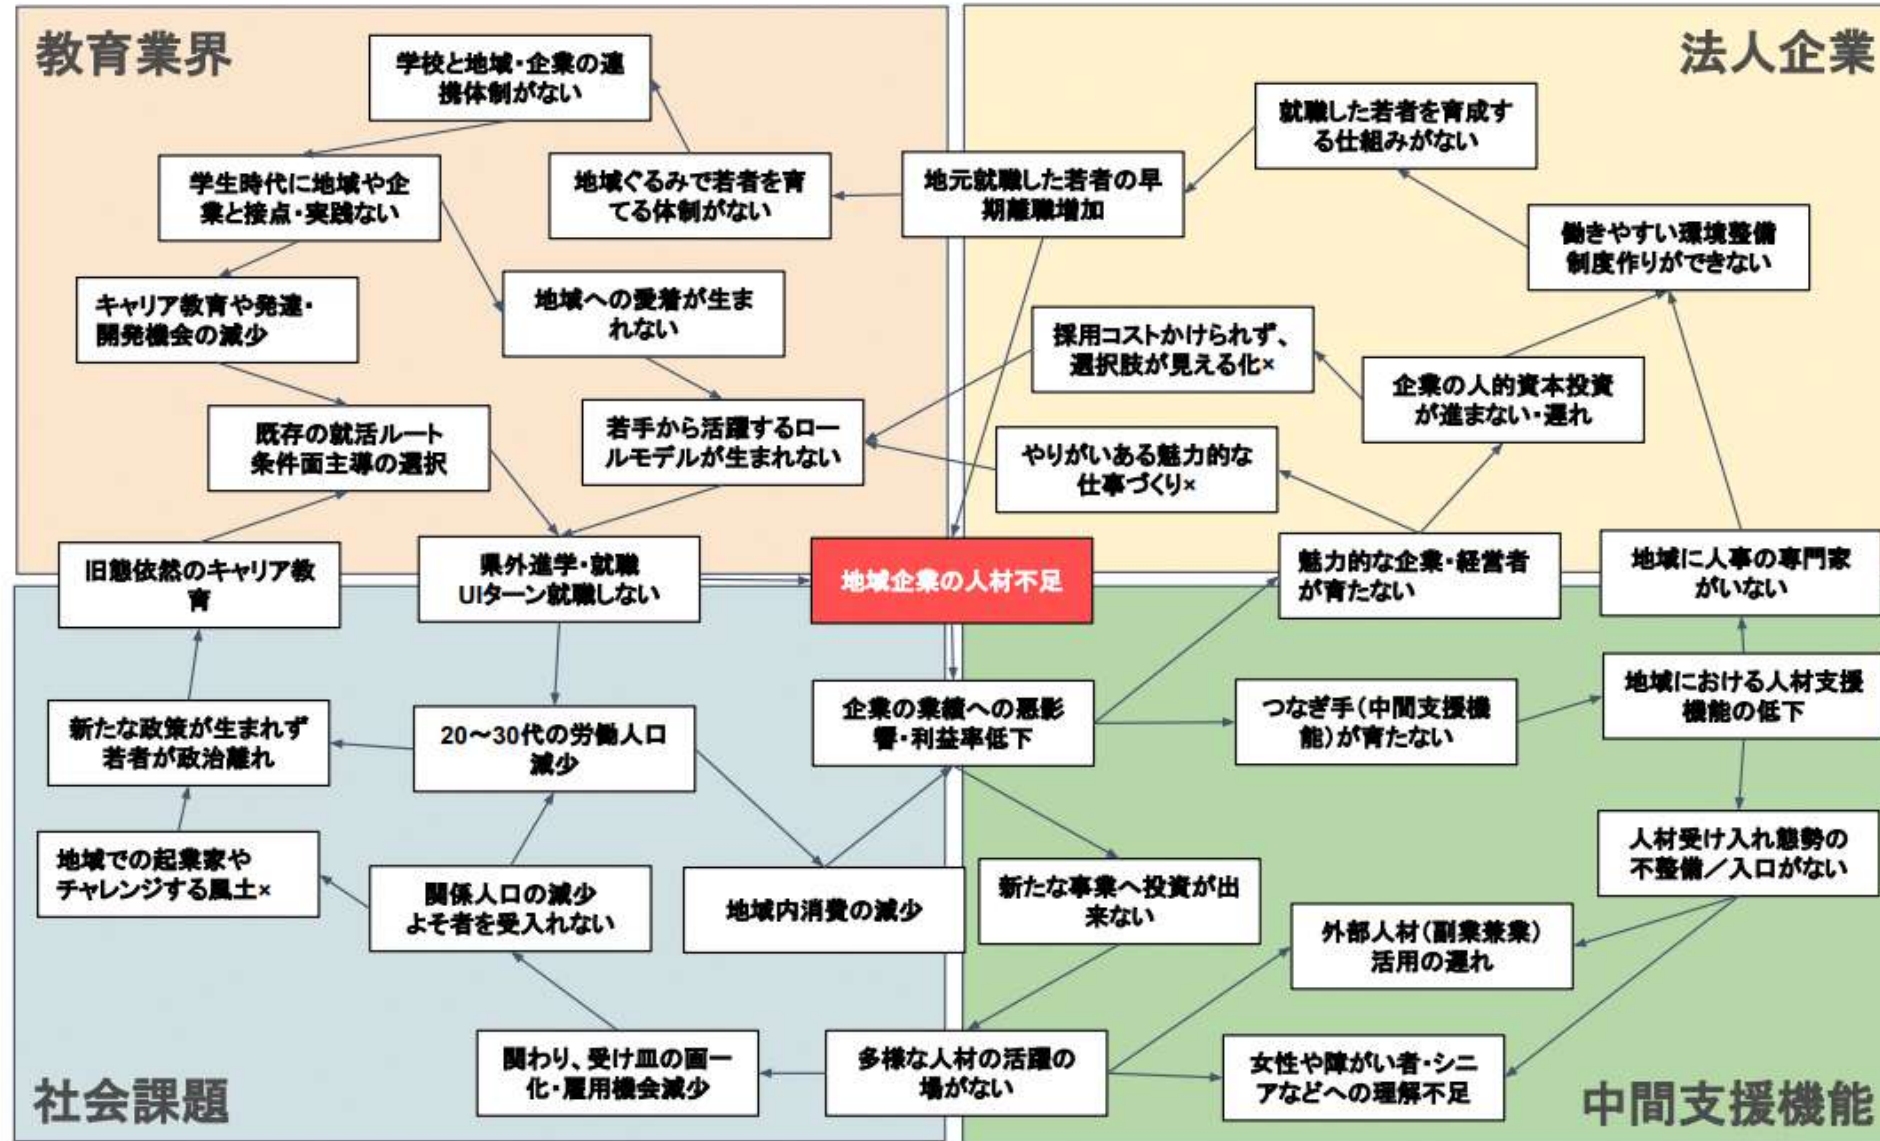 教育業界
学校と地域・企業の連
携体制がない
学生時代に地域や企
業と接点・実践ない
地域ぐるみで若者を育
てる体制がない
キャリア教育や発達・
開発機会の減少
地域への愛着が生ま
れない
既存の就活ルート
条件面主導の選択
若手から活躍するロー
ルモデルが生まれない
法人企業
就職した若者を育成す
る仕組みがない
地元就職した若者の早
期離職増加
働きやすい環境整備
制度作りができない
採用コストかけられず、
選択肢が見える化×
企業の人的資本投資
が進まない・遅れ
やりがいある魅力的な
仕事づくり×
旧態依然のキャリア教
育
県外進学・就職
UIターン就職しない
地域企業の人材不足
魅力的な企業・経営者
が育たない
地域に人事の専門家
がいない
新たな政策が生まれず
若者が政治離れ
20～30代の労働人口
減少
企業の業績への悪影
響・利益率低下
つなぎ手(中間支援機
能)が育たない
地域における人材支援
機能の低下
地域での起業家や
チャレンジする風土×
関係人口の減少
よそ者を受入れない
地域内消費の減少
新たな事業へ投資が出
来ない
人材受け入れ態勢の
不整備／入口がない
外部人材(副業兼業)
活用の遅れ
関わり、受け皿の画一
化・雇用機会減少
多様な人材の活躍の
場がない
女性や障がい者・シニ
アなどへの理解不足
社会課題
中間支援機能